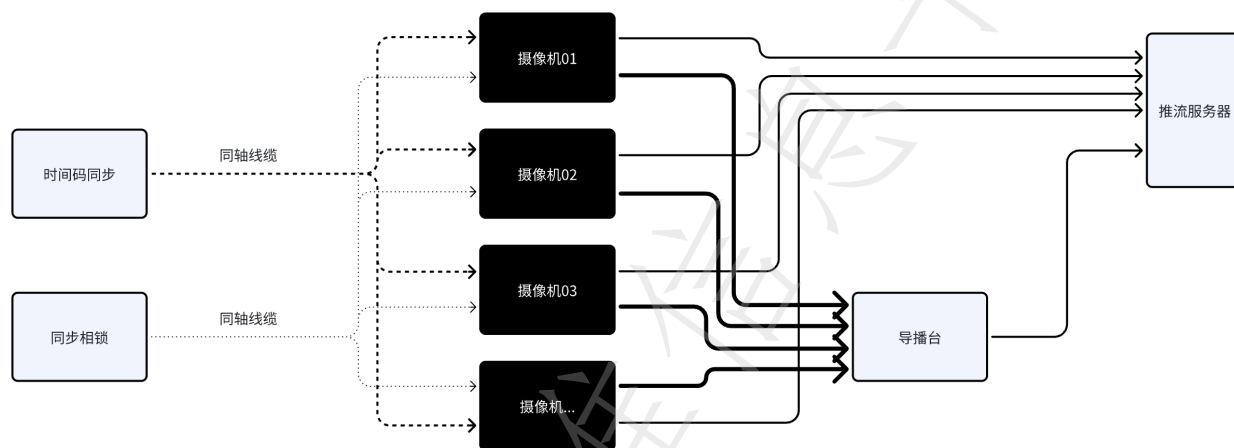 摄像机01
推流服务器
同轴线缆
时间码同步
摄像机02
摄像机03
同轴线缆
同步相锁
导播台
摄像机...